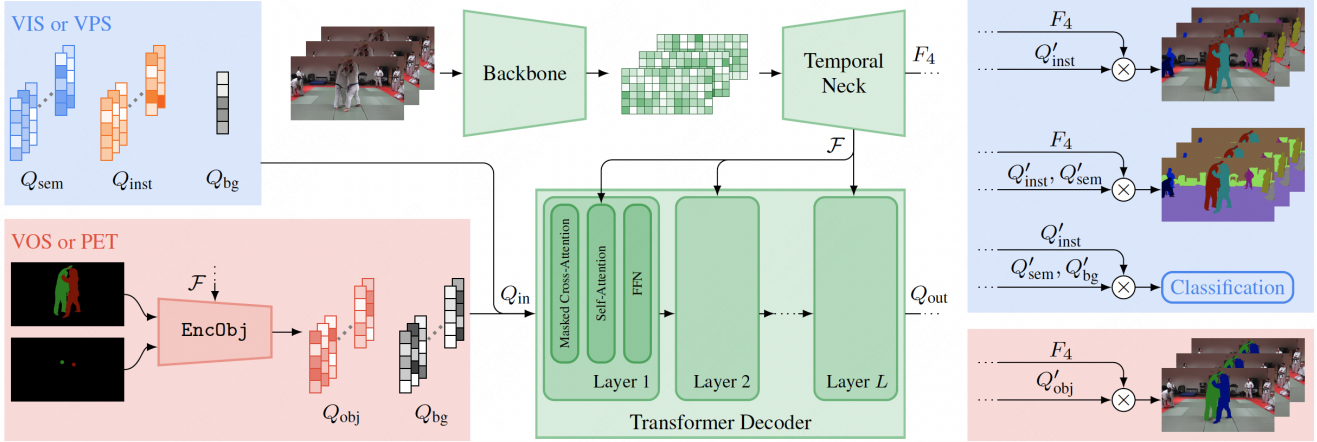 VIS or VPS
Q_sem
Q_inst
Q_bg
VOS or PET
F
EncObj
Q_obj
Q_bg
Backbone
Temporal
Neck
F_4
F
Q_in
Masked Cross-Attention
Self-Attention
FFN
Layer 1
Layer 2
Layer L
Transformer Decoder
Q_out
F_4
Q′_inst
F_4
Q′_inst, Q′_sem
Q′_inst
Q′_sem, Q′_bg
Classification
F_4
Q′_obj